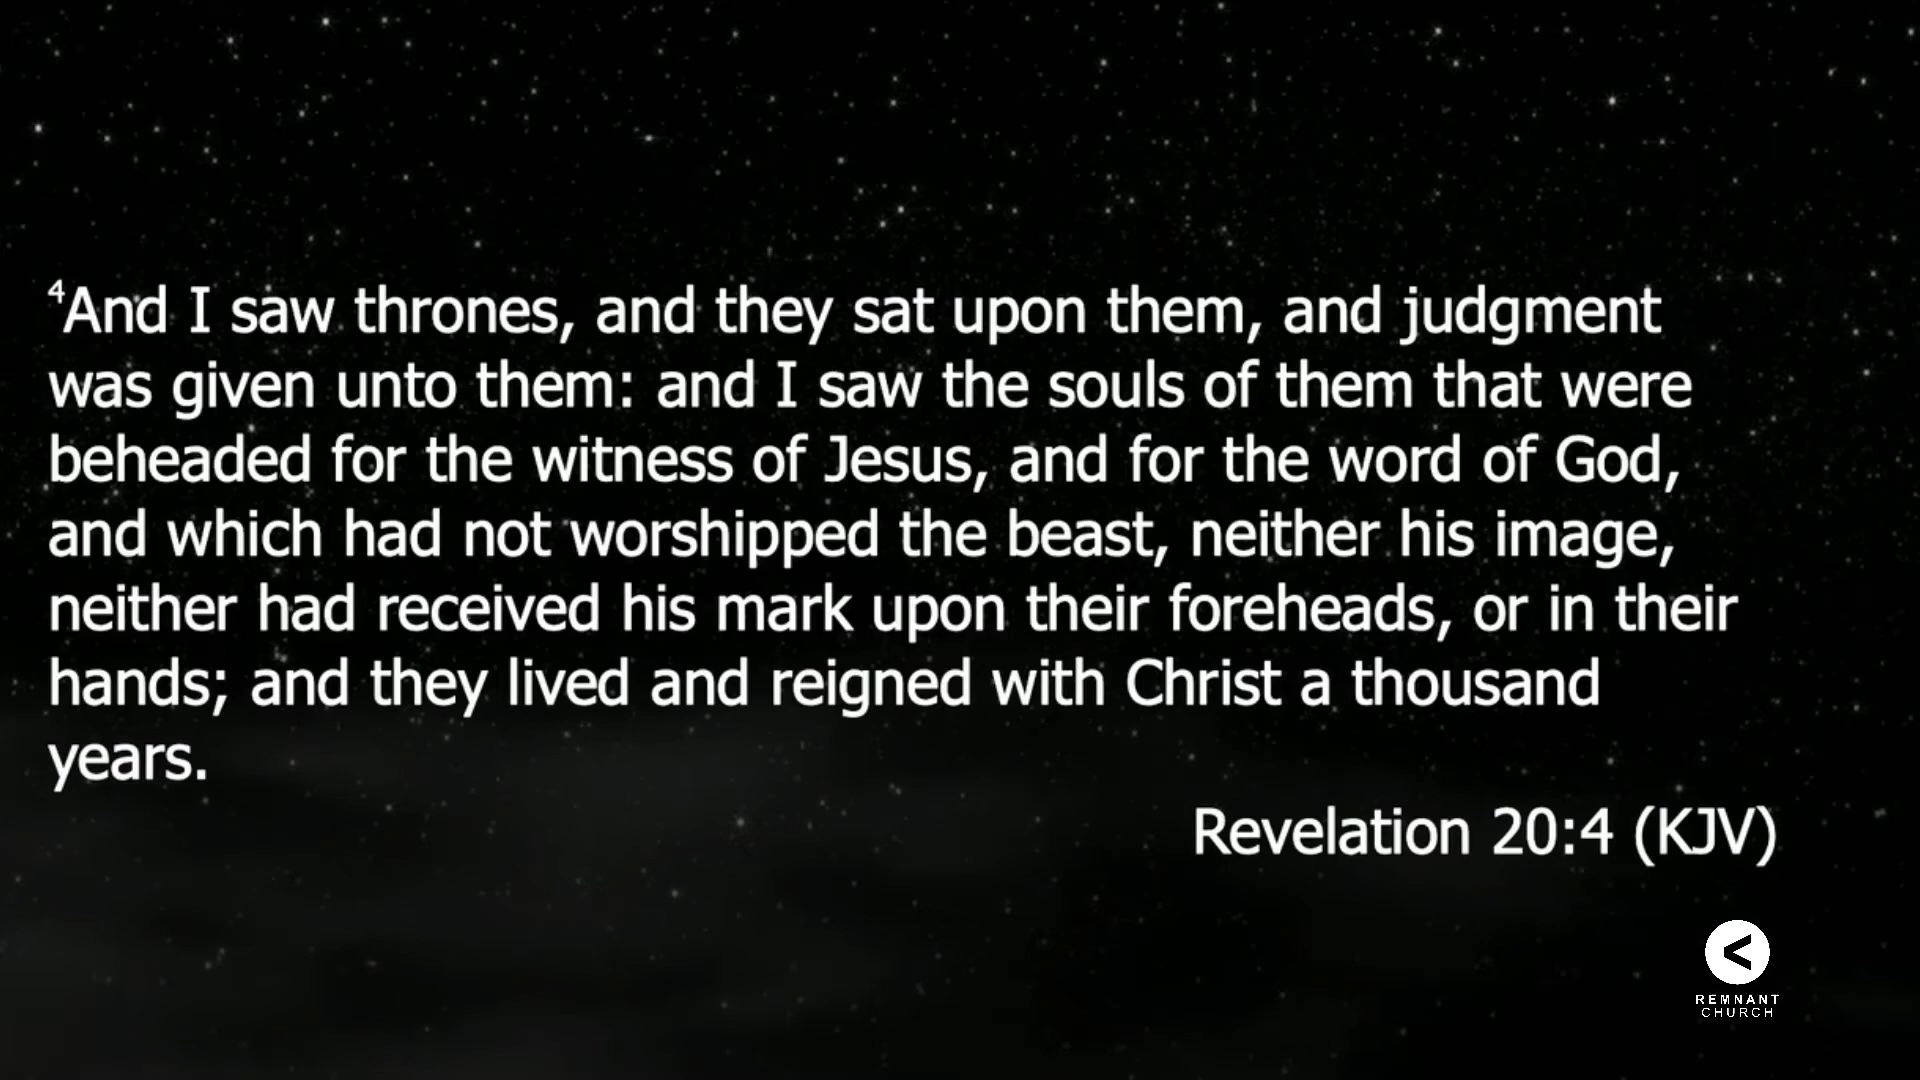 ⁴And I saw thrones, and they sat upon them, and judgment
was given unto them: and I saw the souls of them that were
beheaded for the witness of Jesus, and for the word of God,
and which had not worshipped the beast, neither his image,
neither had received his mark upon their foreheads, or in their
hands; and they lived and reigned with Christ a thousand
years.
Revelation 20:4 (KJV)
<
REMNANT
CHURCH